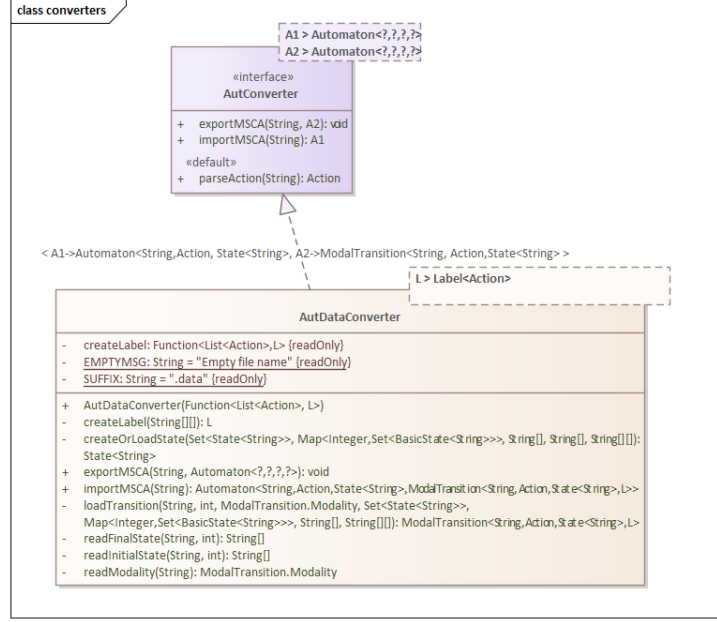 class converters
A1 > Automaton<?,?,?,?>
A2 > Automaton<?,?,?,?>
«interface»
AutConverter
+ exportMSCA(String, A2): void
+ importMSCA(String): A1
«default»
+ parseAction(String): Action
< A1->Automaton<String,Action, State<String>, A2->ModalTransition<String, Action,State<String> >
L > Label<Action>
AutDataConverter
- createLabel: Function<List<Action>,L> {readOnly}
- EMPTYMSG: String = "Empty file name" {readOnly}
- SUFFIX: String = ".data" {readOnly}
+ AutDataConverter(Function<List<Action>, L>)
- createLabel(String[][]): L
- createOrLoadState(Set<State<String>>, Map<Integer,Set<BasicState<String>>>, String[], String[], String[][]):
State<String>
+ exportMSCA(String, Automaton<?,?,?,?>): void
+ importMSCA(String): Automaton<String,Action,State<String>,ModalTransition<String,Action,State<String>,L>>
- loadTransition(String, int, ModalTransition.Modality, Set<State<String>>,
Map<Integer,Set<BasicState<String>>>, String[], String[][]): ModalTransition<String,Action,State<String>,L>
- readFinalState(String, int): String[]
- readInitialState(String, int): String[]
- readModality(String): ModalTransition.Modality